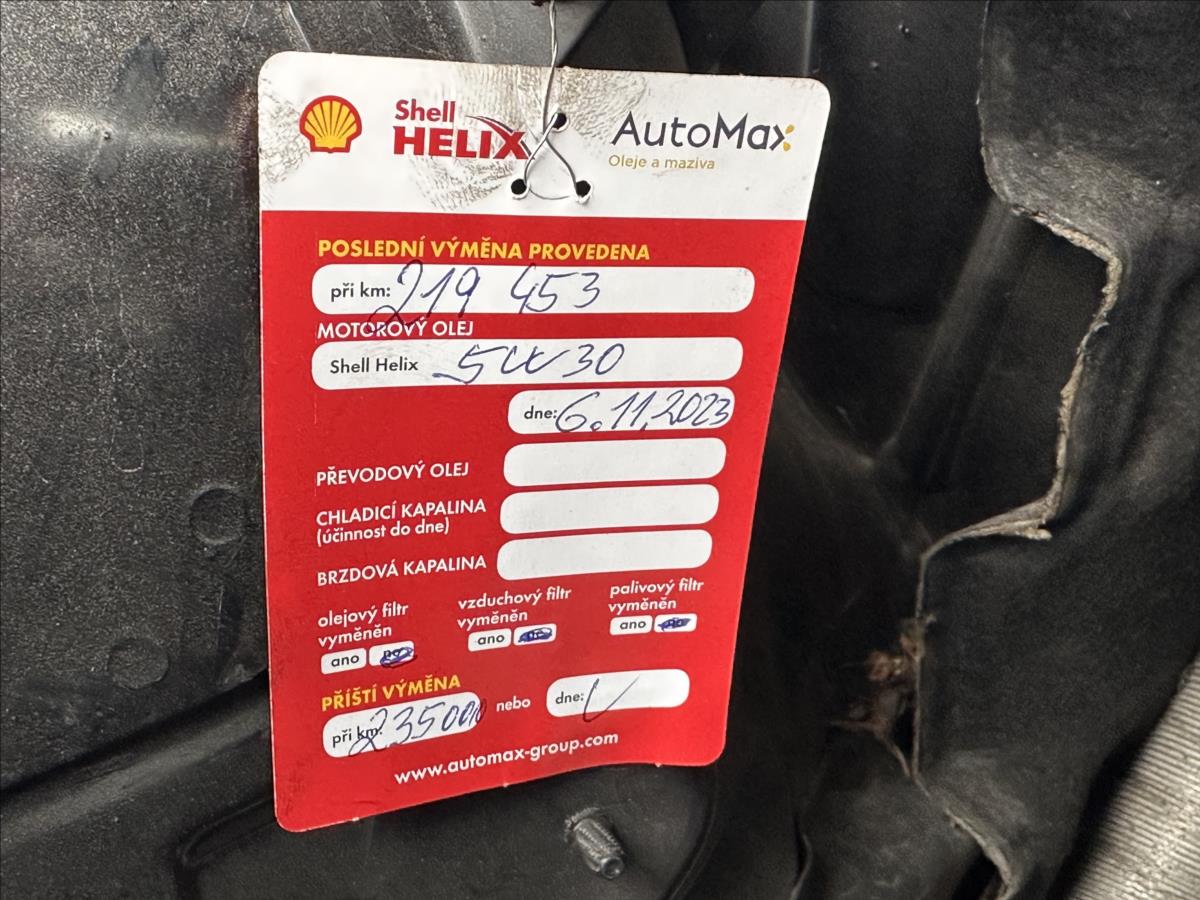 Shell
HELIX
AutoMax
Oleje a maziva
POSLEDNÍ VÝMĚNA PROVEDENA
při km: 219 453
MOTOROVÝ OLEJ
Shell Helix 5W30
dne: 6.11.2023
PŘEVODOVÝ OLEJ
CHLADICÍ KAPALINA
(účinnost do dne)
BRZDOVÁ KAPALINA
olejový filtr
vyměněn
ano
vzduchový filtr
vyměněn
ano
palivový filtr
vyměněn
ano
PŘÍŠTÍ VÝMĚNA
při km: 235000 nebo dne:
www.automax-group.com